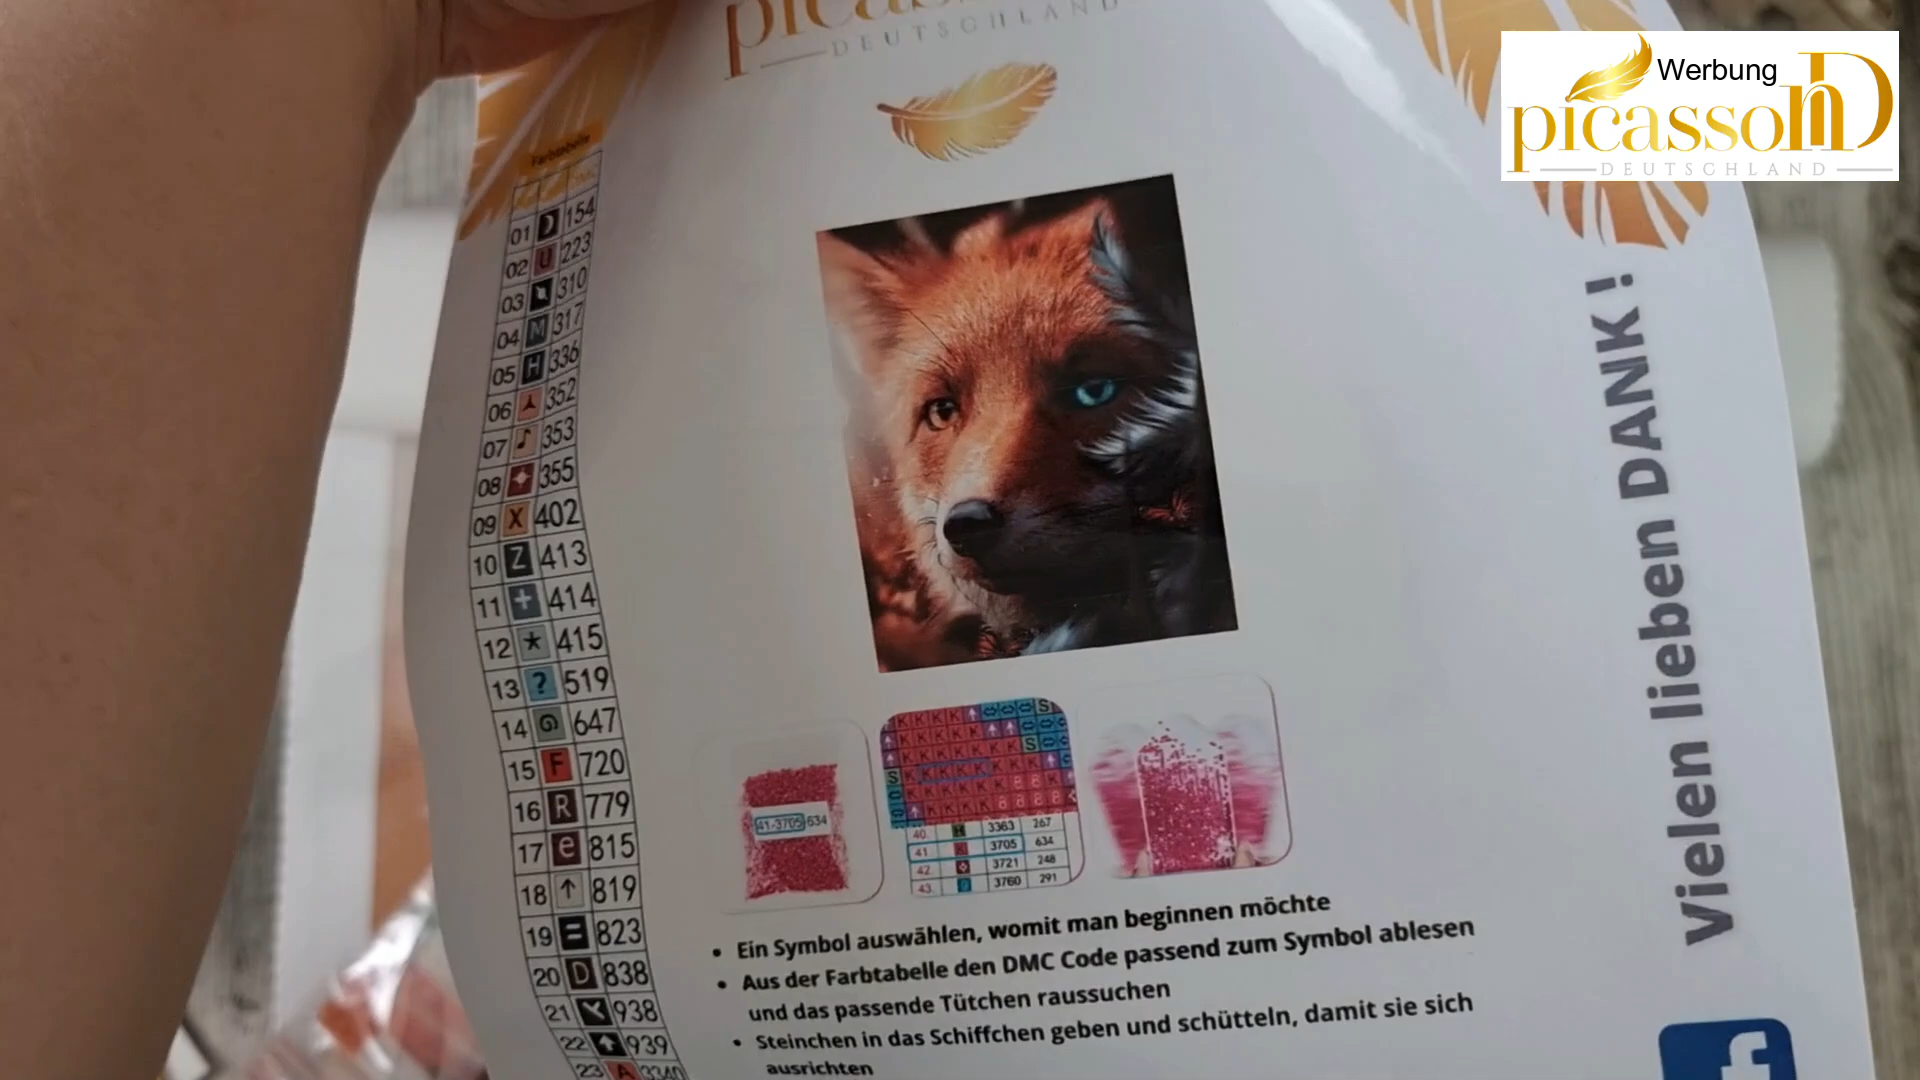 DEUTSCHLAND
Werbung
picassonD
DEUTSCHLAND
Farbtabelle
01 154
02 U 223
03 310
04 M 317
05 H 336
06 352
07 ♪ 353
08 355
09 X 402
10 Z 413
11 + 414
12 ★ 415
13 ? 519
14 647
15 F 720
16 R 779
17 e 815
18 ↑ 819
19 = 823
20 D 838
21 938
22 939
23 A 3340
41-3705 634
40. H 3363 267
41 K 3705 634
42. 3721 248
43. 3760 291
• Ein Symbol auswählen, womit man beginnen möchte
• Aus der Farbtabelle den DMC Code passend zum Symbol ablesen
und das passende Tütchen raussuchen
• Steinchen in das Schiffchen geben und schütteln, damit sie sich
ausrichten
Vielen lieben DANK !